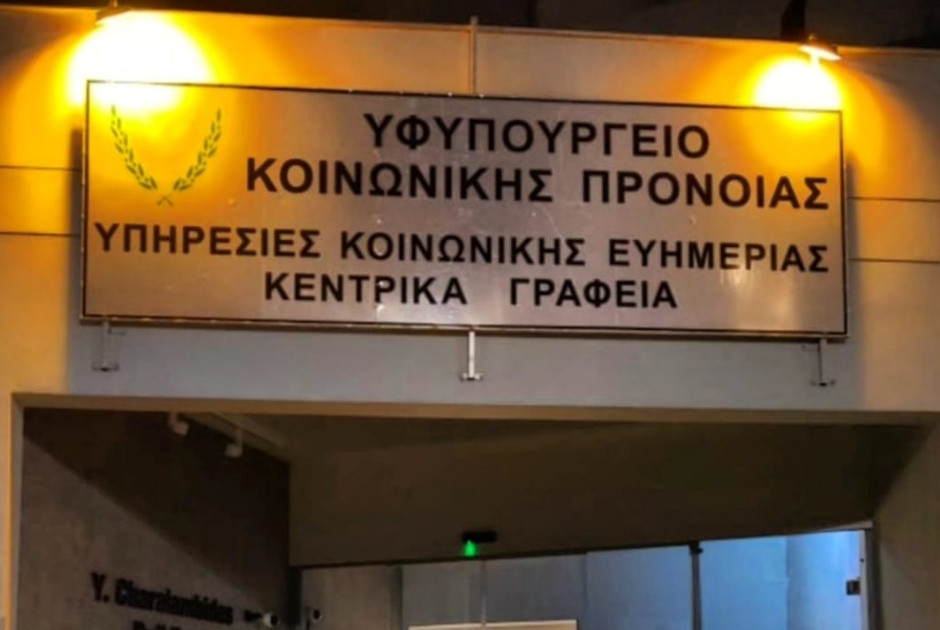 ΥΦΥΠΟΥΡΓΕΙΟ
ΚΟΙΝΩΝΙΚΗΣ ΠΡΟΝΟΙΑΣ
ΥΠΗΡΕΣΙΕΣ ΚΟΙΝΩΝΙΚΗΣ ΕΥΗΜΕΡΙΑΣ
ΚΕΝΤΡΙΚΑ ΓΡΑΦΕΙΑ
Y. Charalambides